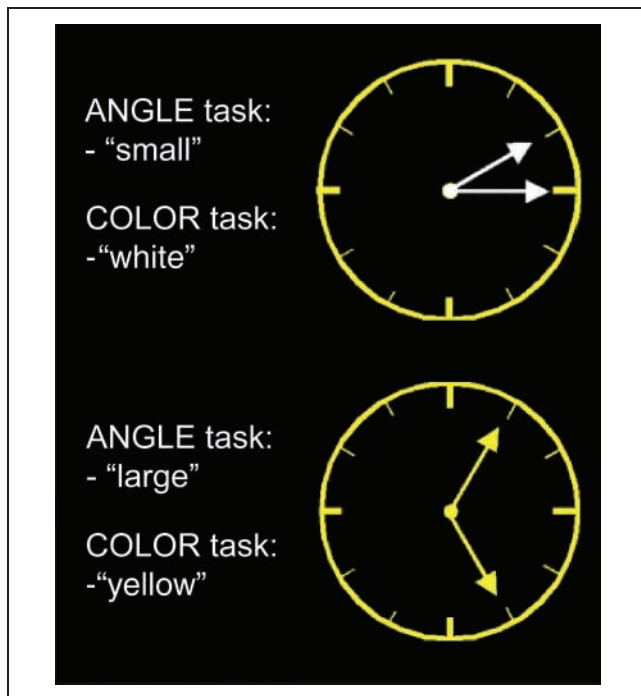 ANGLE task:
- “small”
COLOR task:
-“white”
ANGLE task:
- “large”
COLOR task:
-“yellow”